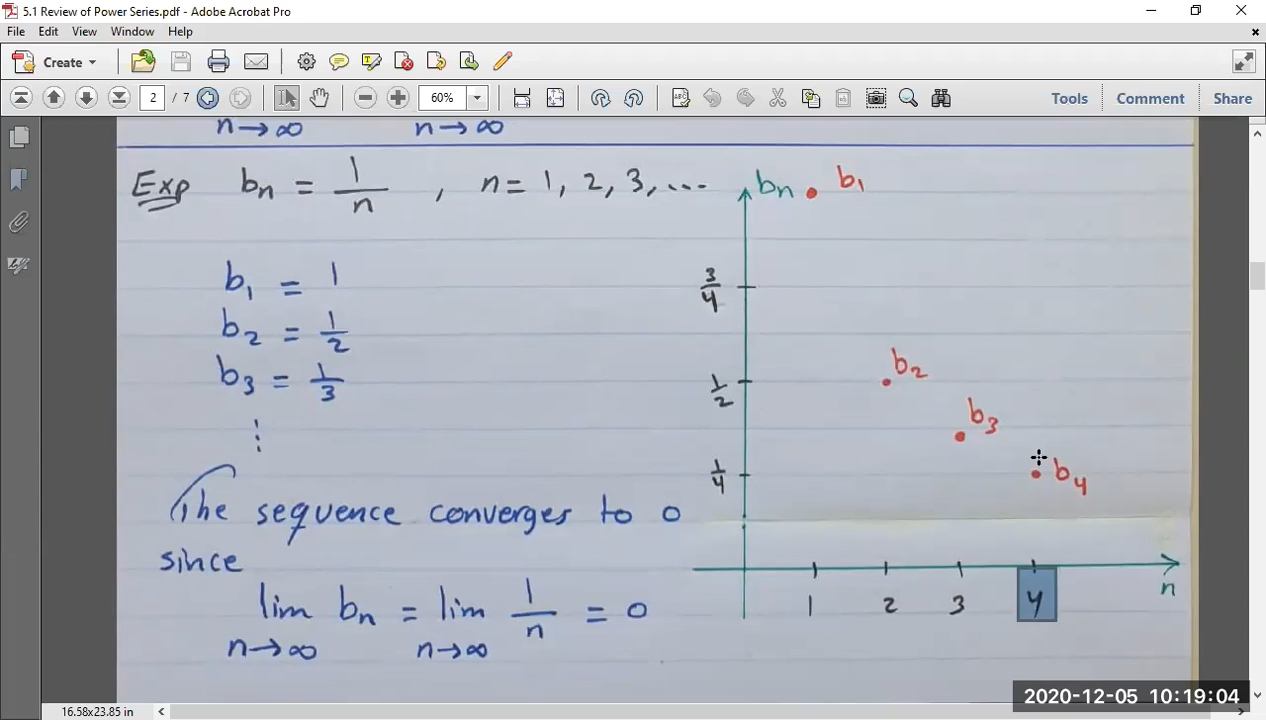 5.1 Review of Power Series.pdf - Adobe Acrobat Pro
File Edit View Window Help
Create
2 / 7 60% Tools Comment Share
n→∞ n→∞
Exp bn = 1/n , n = 1, 2, 3, ...
bn b1
b1 = 1
3/4
b2 = 1/2
b2
1/2
b3 = 1/3
b3
⋮
1/4
b4
The sequence converges to 0
since
n
1 2 3 4
lim bn = lim 1/n = 0
n→∞ n→∞
2020-12-05 10:19:04
16.58x23.85 in